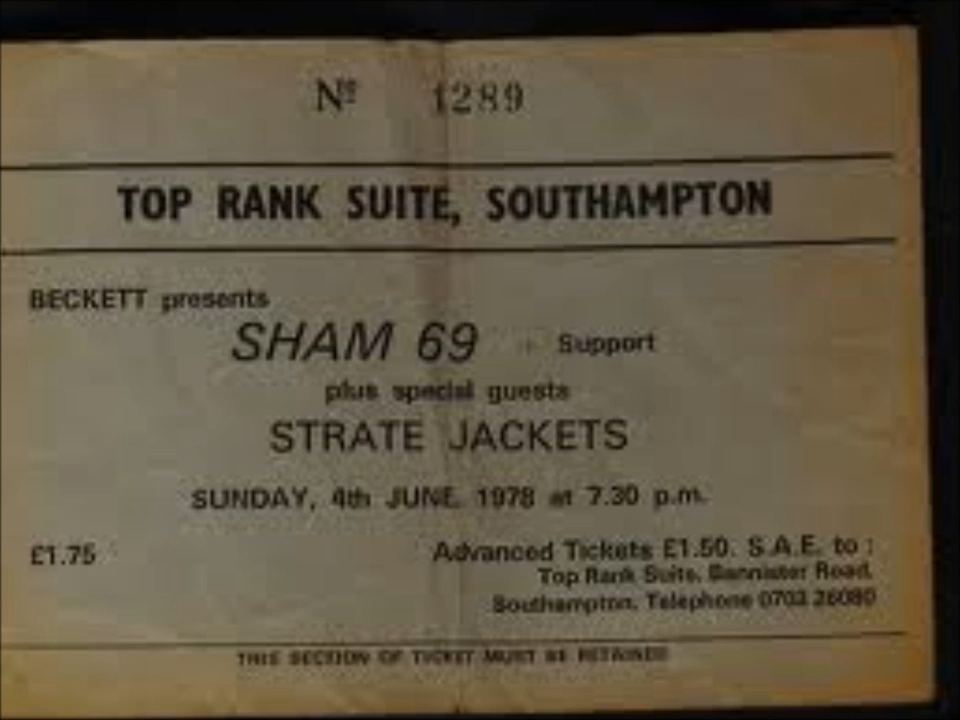 Nº 1289
TOP RANK SUITE, SOUTHAMPTON
BECKETT presents
SHAM 69 + Support
plus special guests
STRATE JACKETS
SUNDAY, 4th JUNE, 1978 at 7.30 p.m.
£1.75 Advanced Tickets £1.50. S.A.E. to :
Top Rank Suite, Bannister Road,
Southampton. Telephone 0703 26080
THIS SECTION OF TICKET MUST BE RETAINED